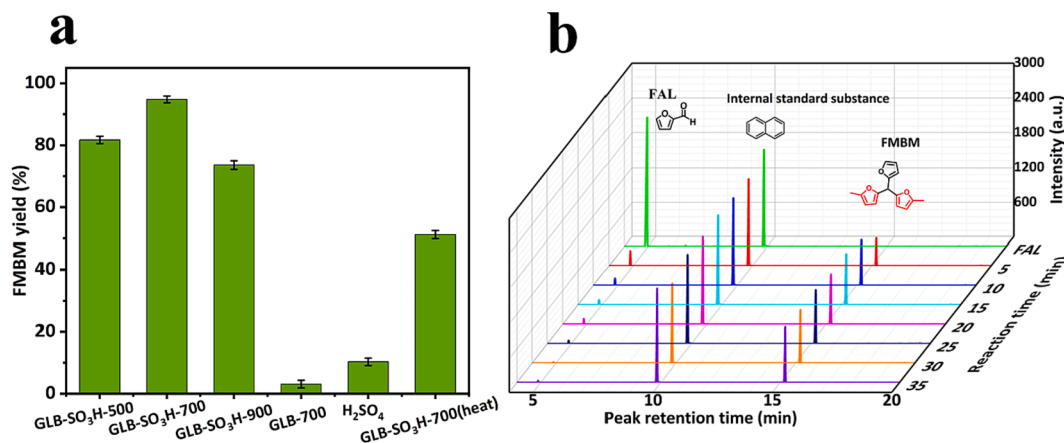 a
FMBM yield (%)
100
80
60
40
20
0
GLB-SO₃H-500
GLB-SO₃H-700
GLB-SO₃H-900
GLB-700
H₂SO₄
GLB-SO₃H-700(heat)
b
FAL
O
O
H
Internal standard substance
FMBM
O
O
O
3000
2400
1800
1200
600
Intensity (a.u.)
FAL
5
10
15
20
25
30
35
Reaction time (min)
5
10
15
20
Peak retention time (min)